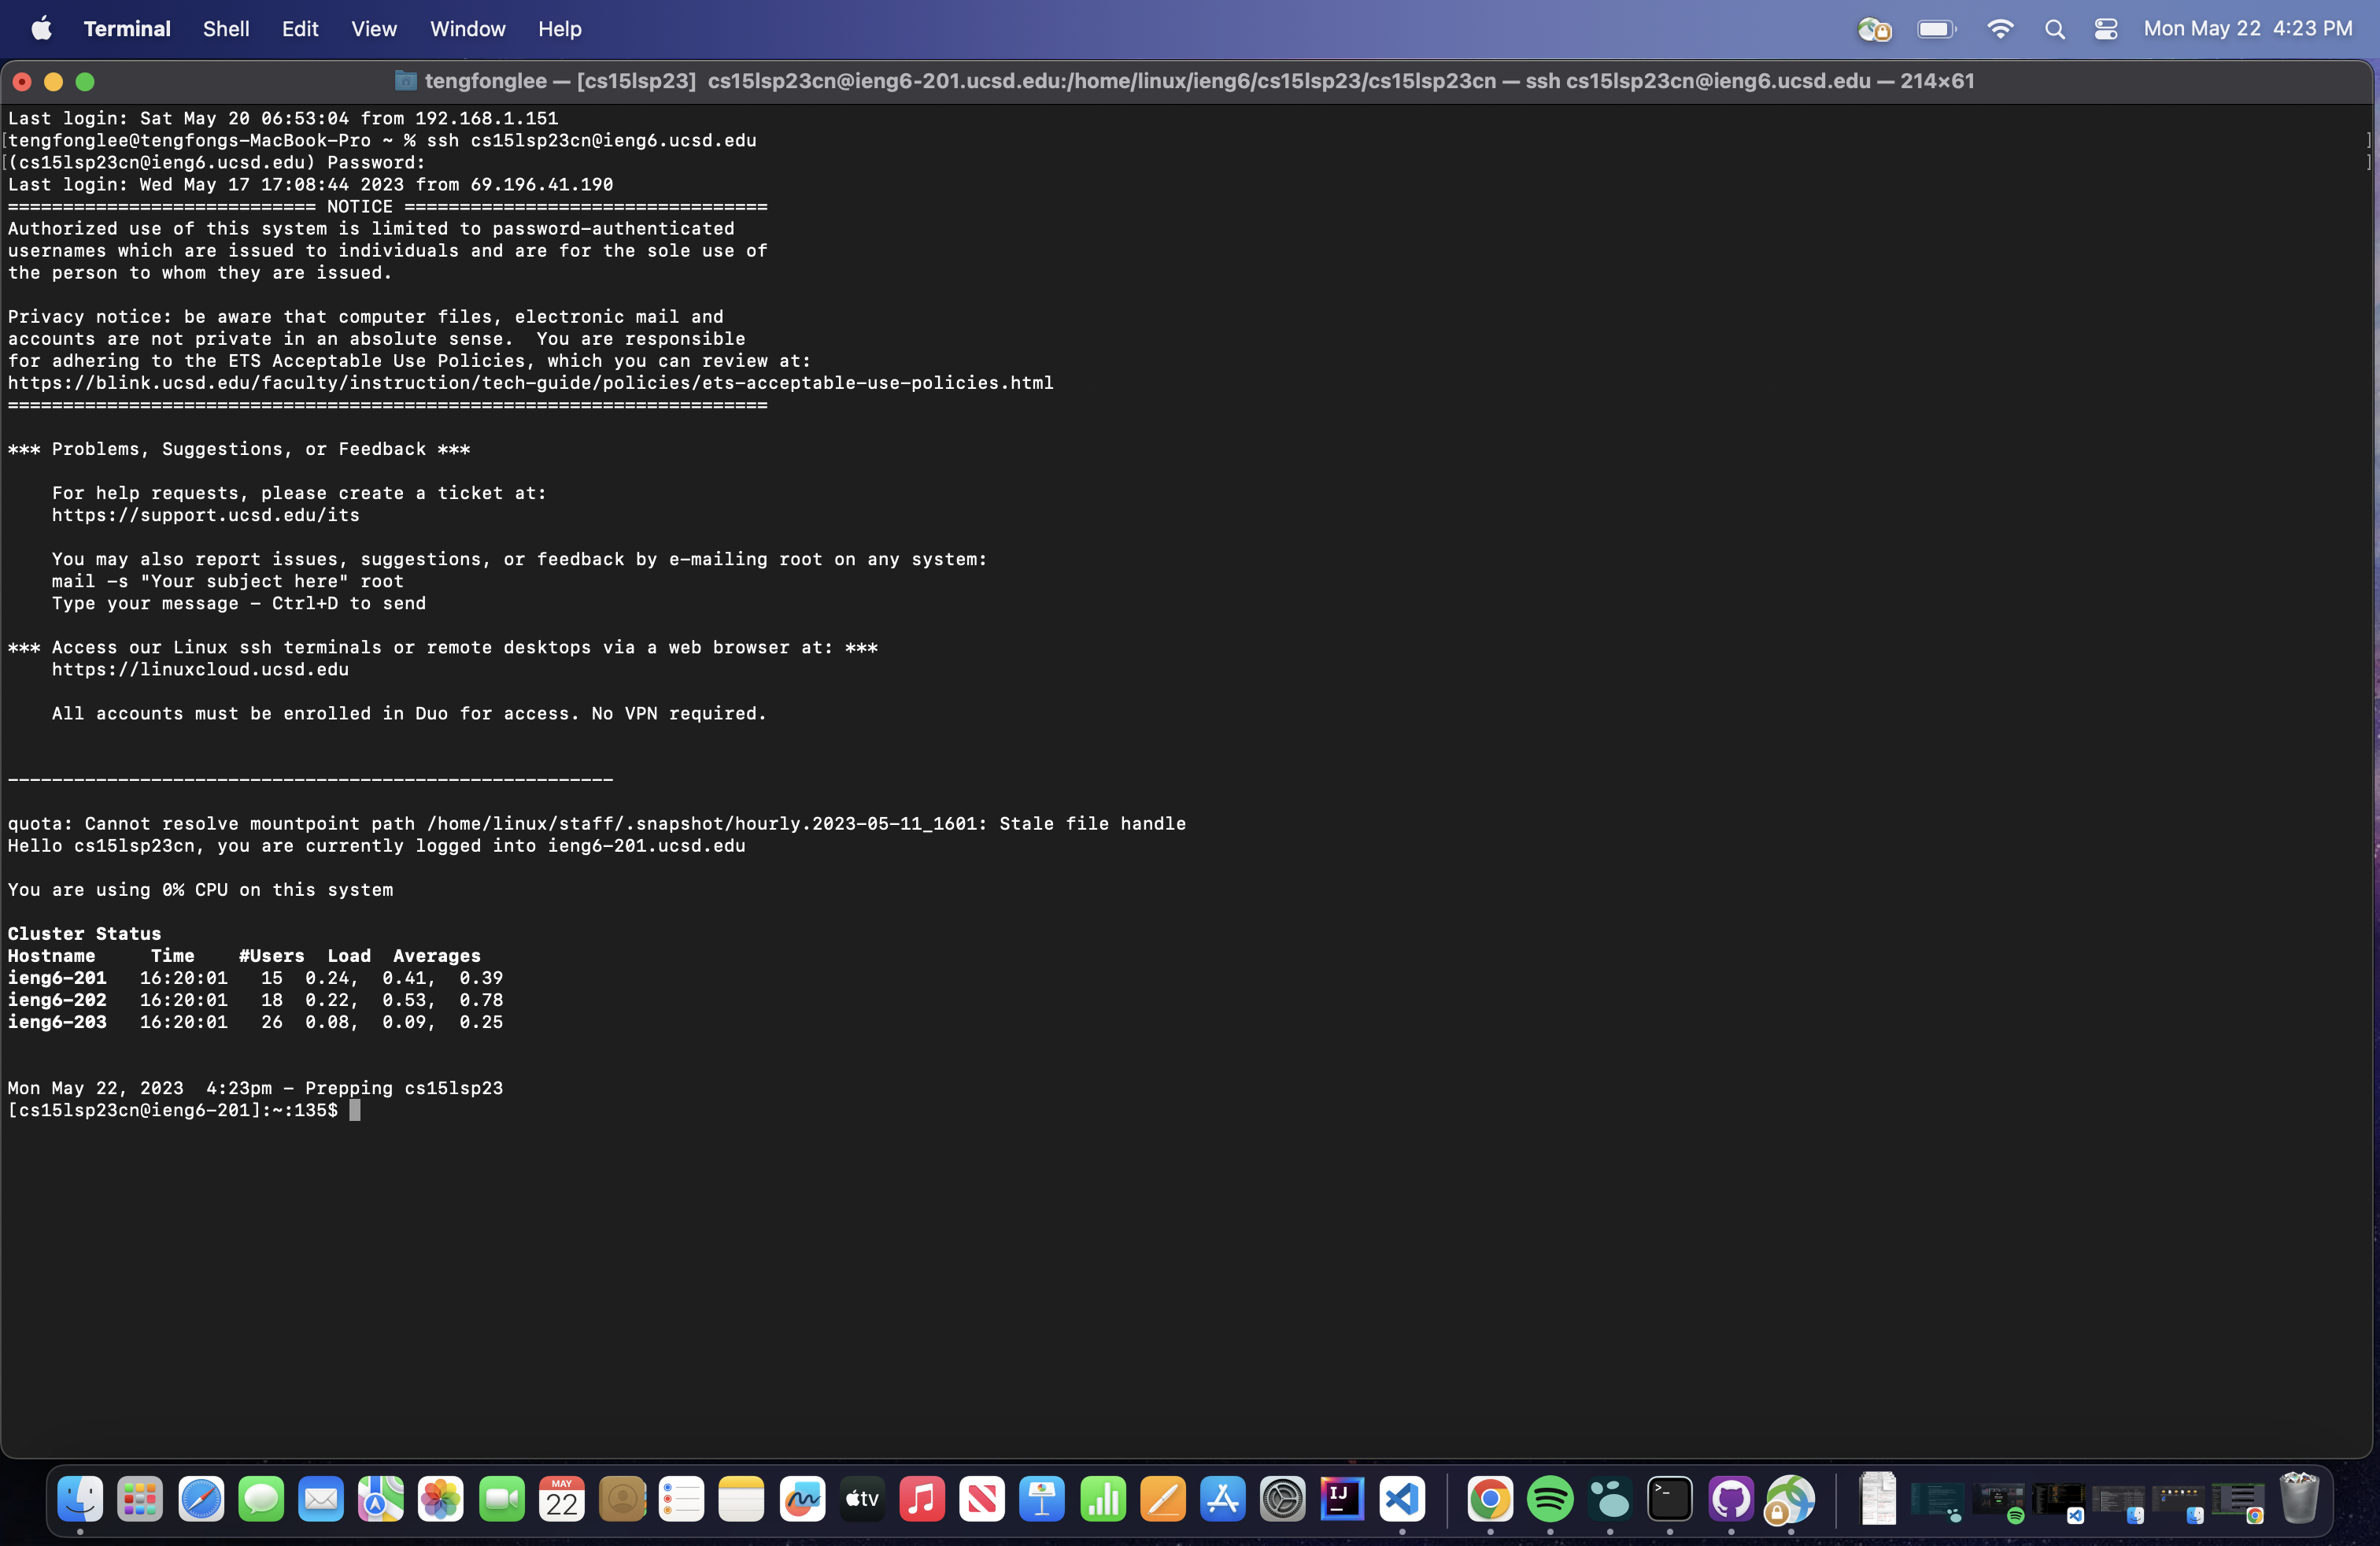 Terminal Shell Edit View Window Help Mon May 22 4:23 PM
tengfonglee — [cs15lsp23] cs15lsp23cn@ieng6-201.ucsd.edu:/home/linux/ieng6/cs15lsp23/cs15lsp23cn — ssh cs15lsp23cn@ieng6.ucsd.edu — 214×61
Last login: Sat May 20 06:53:04 from 192.168.1.151
[tengfonglee@tengfongs-MacBook-Pro ~ % ssh cs15lsp23cn@ieng6.ucsd.edu ]
[(cs15lsp23cn@ieng6.ucsd.edu) Password: ]
Last login: Wed May 17 17:08:44 2023 from 69.196.41.190
============================ NOTICE =================================
Authorized use of this system is limited to password-authenticated
usernames which are issued to individuals and are for the sole use of
the person to whom they are issued.
Privacy notice: be aware that computer files, electronic mail and
accounts are not private in an absolute sense.  You are responsible
for adhering to the ETS Acceptable Use Policies, which you can review at:
https://blink.ucsd.edu/faculty/instruction/tech-guide/policies/ets-acceptable-use-policies.html
=====================================================================
*** Problems, Suggestions, or Feedback ***
For help requests, please create a ticket at:
https://support.ucsd.edu/its
You may also report issues, suggestions, or feedback by e-mailing root on any system:
mail -s "Your subject here" root
Type your message - Ctrl+D to send
*** Access our Linux ssh terminals or remote desktops via a web browser at: ***
https://linuxcloud.ucsd.edu
All accounts must be enrolled in Duo for access. No VPN required.
-------------------------------------------------------
quota: Cannot resolve mountpoint path /home/linux/staff/.snapshot/hourly.2023-05-11_1601: Stale file handle
Hello cs15lsp23cn, you are currently logged into ieng6-201.ucsd.edu
You are using 0% CPU on this system
Cluster Status
Hostname     Time    #Users  Load  Averages
ieng6-201   16:20:01   15  0.24,  0.41,  0.39
ieng6-202   16:20:01   18  0.22,  0.53,  0.78
ieng6-203   16:20:01   26  0.08,  0.09,  0.25
Mon May 22, 2023  4:23pm - Prepping cs15lsp23
[cs15lsp23cn@ieng6-201]:~:135$
MAY
22
tv
IJ
>_